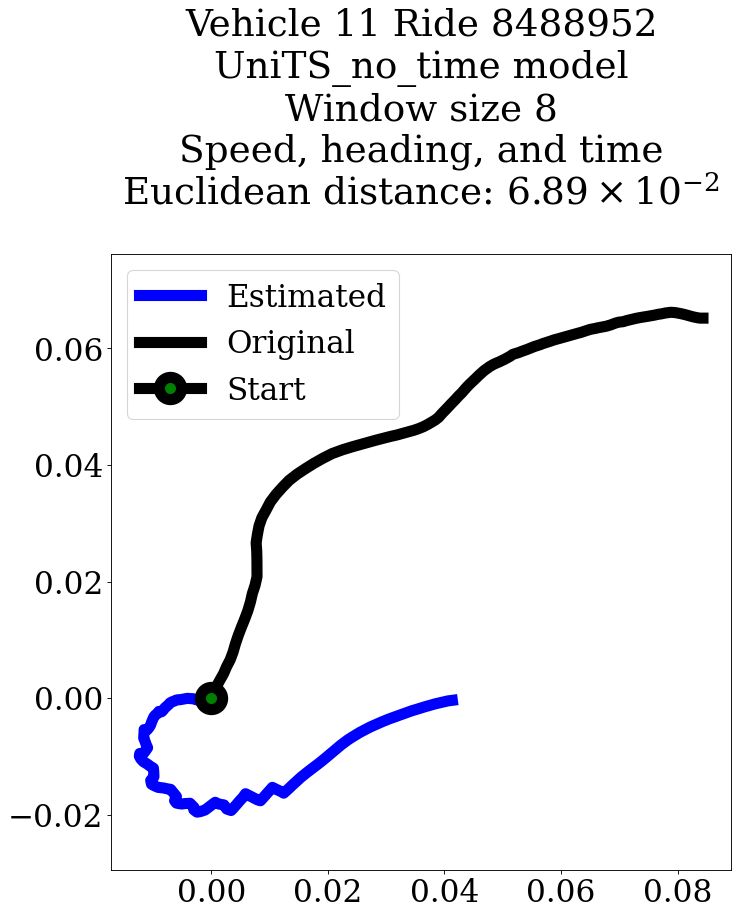 Vehicle 11 Ride 8488952
UniTS_no_time model
Window size 8
Speed, heading, and time
Euclidean distance: 6.89 × 10⁻²
Estimated
Original
Start
0.06
0.04
0.02
0.00
−0.02
0.00 0.02 0.04 0.06 0.08